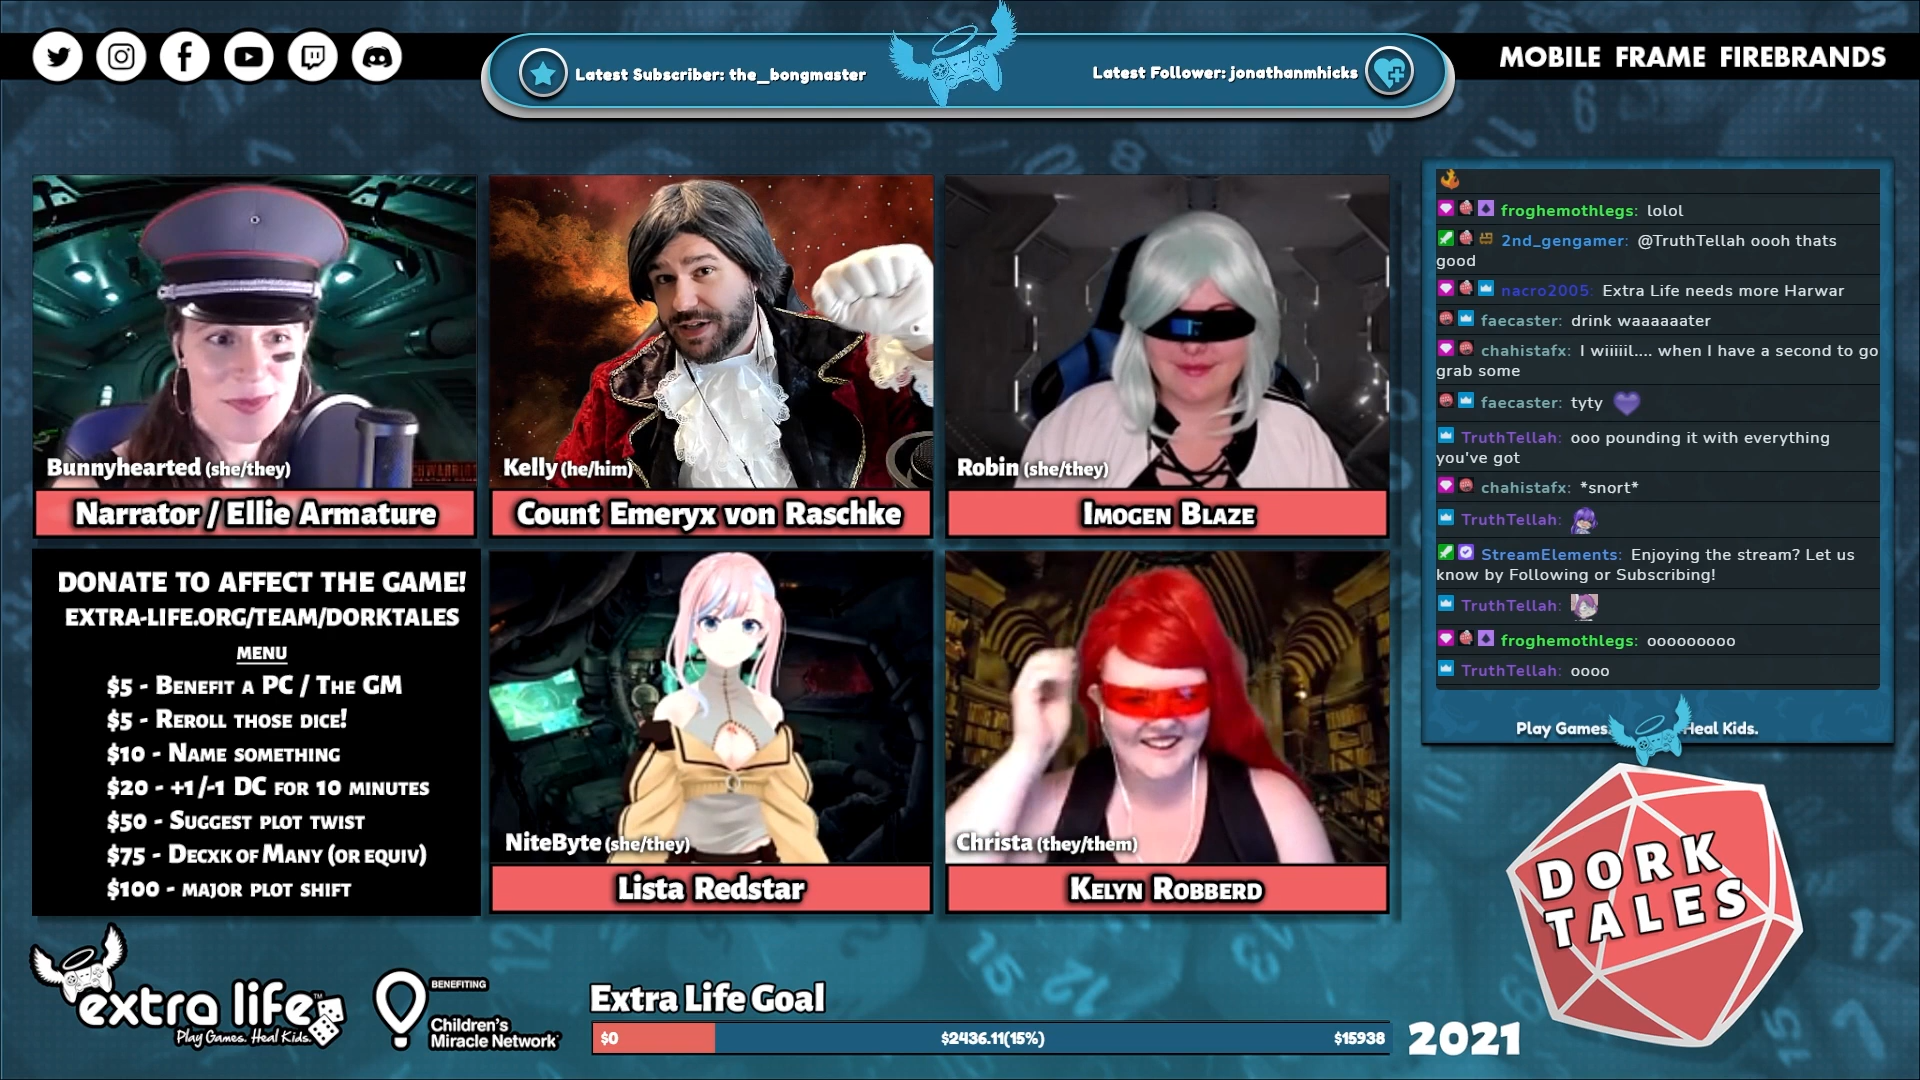 Latest Subscriber: the_bongmaster
Latest Follower: jonathanmhicks
MOBILE FRAME FIREBRANDS
Bunnyhearted (she/they)
Narrator / Ellie Armature
Kelly (he/him)
Count Emeryx von Raschke
Robin (she/they)
Imogen Blaze
DONATE TO AFFECT THE GAME!
EXTRA-LIFE.ORG/TEAM/DORKTALES
MENU
$5 - Benefit a PC / The GM
$5 - Reroll those dice!
$10 - Name something
$20 - +1/-1 DC for 10 minutes
$50 - Suggest plot twist
$75 - Decxk of Many (or equiv)
$100 - major plot shift
NiteByte (she/they)
Lista Redstar
Christa (they/them)
Kelyn Robberd
froghemothlegs: lolol
2nd_gengamer: @TruthTellah oooh thats
good
nacro2005: Extra Life needs more Harwar
faecaster: drink waaaaaater
chahistafx: I wiiiiil.... when I have a second to go
grab some
faecaster: tyty
TruthTellah: ooo pounding it with everything
you've got
chahistafx: *snort*
TruthTellah:
StreamElements: Enjoying the stream? Let us
know by Following or Subscribing!
TruthTellah:
froghemothlegs: ooooooooo
TruthTellah: oooo
Play Games. Heal Kids.
DORK
TALES
extra life™
Play Games. Heal Kids.
BENEFITING
Children's
Miracle Network
Extra Life Goal
$0
$2436.11(15%)
$15938
2021